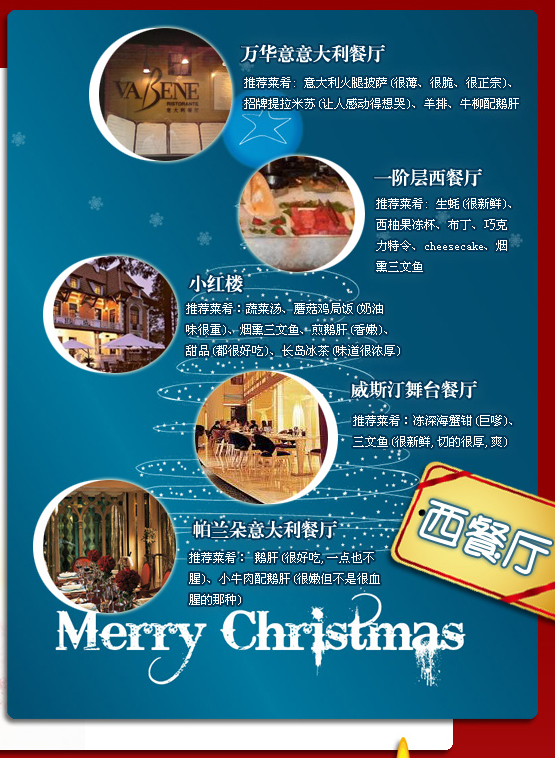 万华意意大利餐厅
推荐菜肴: 意大利火腿披萨(很薄、很脆、很正宗)、
招牌提拉米苏(让人感动得想哭)、羊排、牛柳配鹅肝
VABENE
RISTORANTE
意大利餐厅
一阶层西餐厅
推荐菜肴: 生蚝(很新鲜)、
西柚果冻杯、布丁、巧克
力特令、cheesecake、烟
熏三文鱼
小红楼
推荐菜肴:蔬菜汤、蘑菇鸡局饭(奶油
味很重)、烟熏三文鱼、煎鹅肝(香嫩)、
甜品(都很好吃)、长岛冰茶(味道很浓厚)
威斯汀舞台餐厅
推荐菜肴:冻深海蟹钳(巨嗲)、
三文鱼(很新鲜,切的很厚,爽)
西餐厅
帕兰朵意大利餐厅
推荐菜肴: 鹅肝(很好吃,一点也不
腥)、小牛肉配鹅肝(很嫩但不是很血
腥的那种)
Merry Christmas